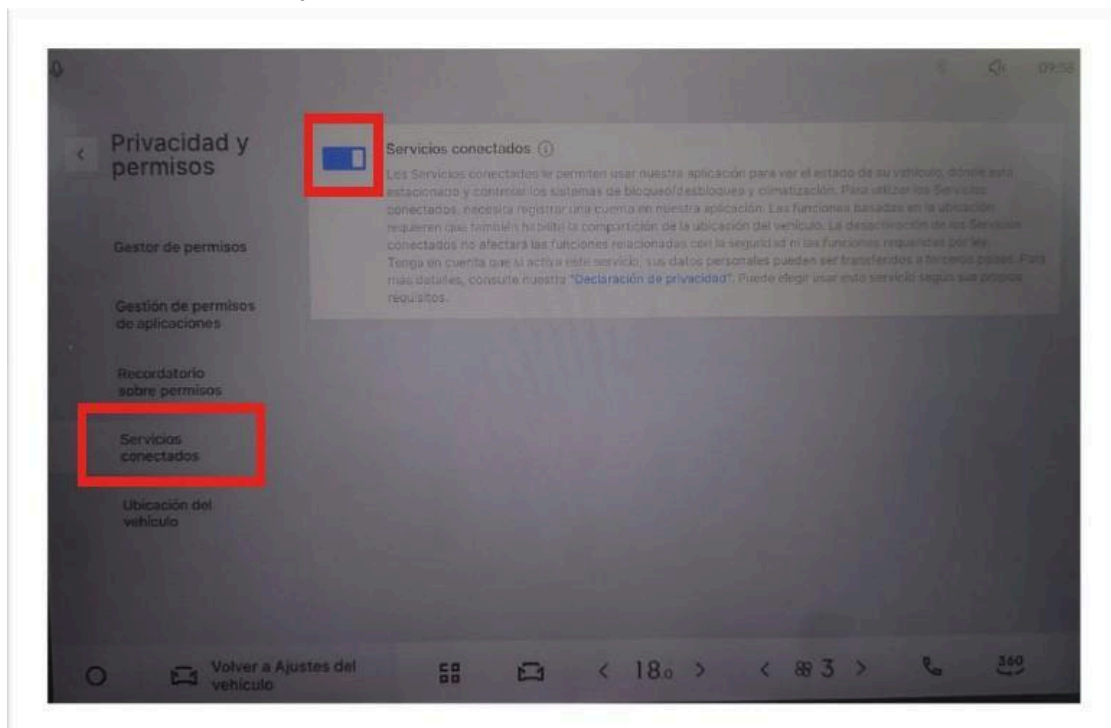 09:58
Privacidad y
permisos
Gestor de permisos
Gestión de permisos
de aplicaciones
Recordatorio
sobre permisos
Servicios
conectados
Ubicación del
vehículo
Servicios conectados
Los Servicios conectados le permiten usar nuestra aplicación para ver el estado de su vehículo, dónde está
estacionado y controlar los sistemas de bloqueo/desbloqueo y climatización. Para utilizar los Servicios
conectados, necesita registrar una cuenta en nuestra aplicación. Las funciones basadas en la ubicación
requieren que también habilite la compartición de la ubicación del vehículo. La desactivación de los Servicios
conectados no afectará las funciones relacionadas con la seguridad ni las funciones requeridas por ley.
Tenga en cuenta que si activa este servicio, sus datos personales pueden ser transferidos a terceros países. Para
más detalles, consulte nuestra "Declaración de privacidad". Puede elegir usar este servicio según sus propios
requisitos.
Volver a Ajustes del
vehículo
18.0
3
360